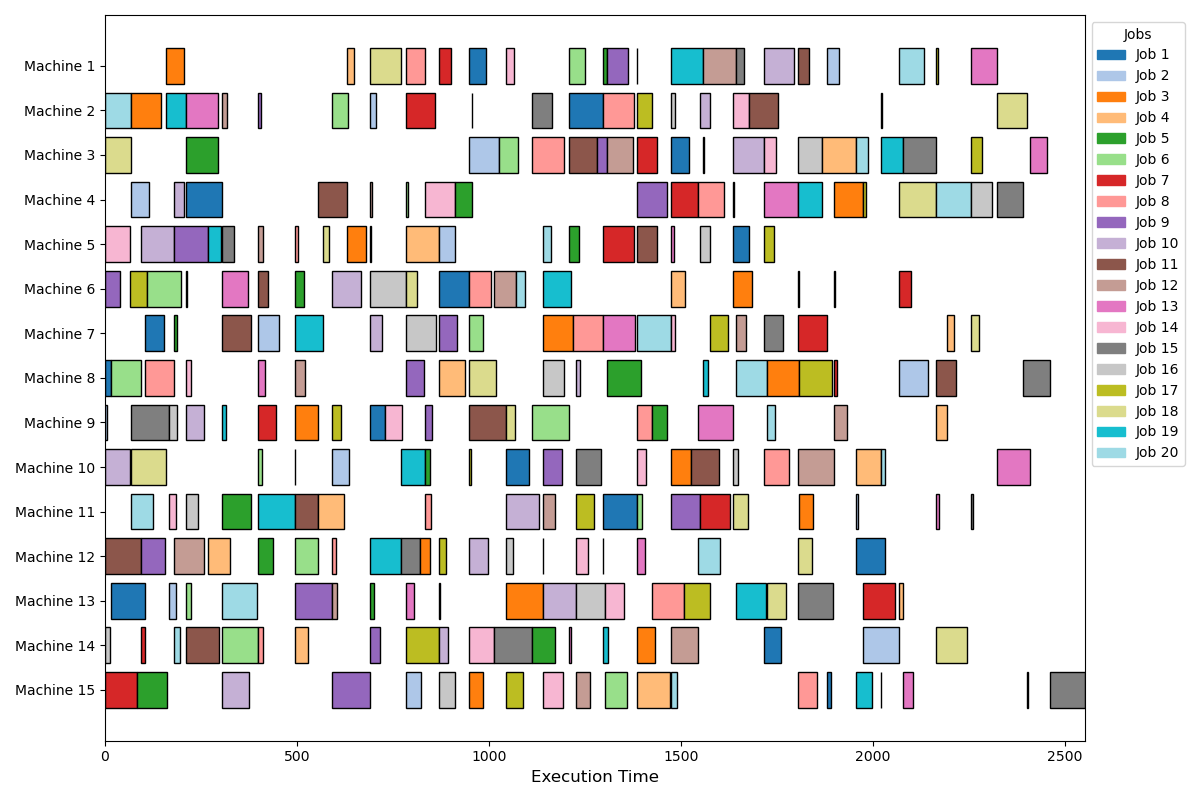 Machine 1
Machine 2
Machine 3
Machine 4
Machine 5
Machine 6
Machine 7
Machine 8
Machine 9
Machine 10
Machine 11
Machine 12
Machine 13
Machine 14
Machine 15
0 500 1000 1500 2000 2500
Execution Time
Jobs
Job 1
Job 2
Job 3
Job 4
Job 5
Job 6
Job 7
Job 8
Job 9
Job 10
Job 11
Job 12
Job 13
Job 14
Job 15
Job 16
Job 17
Job 18
Job 19
Job 20